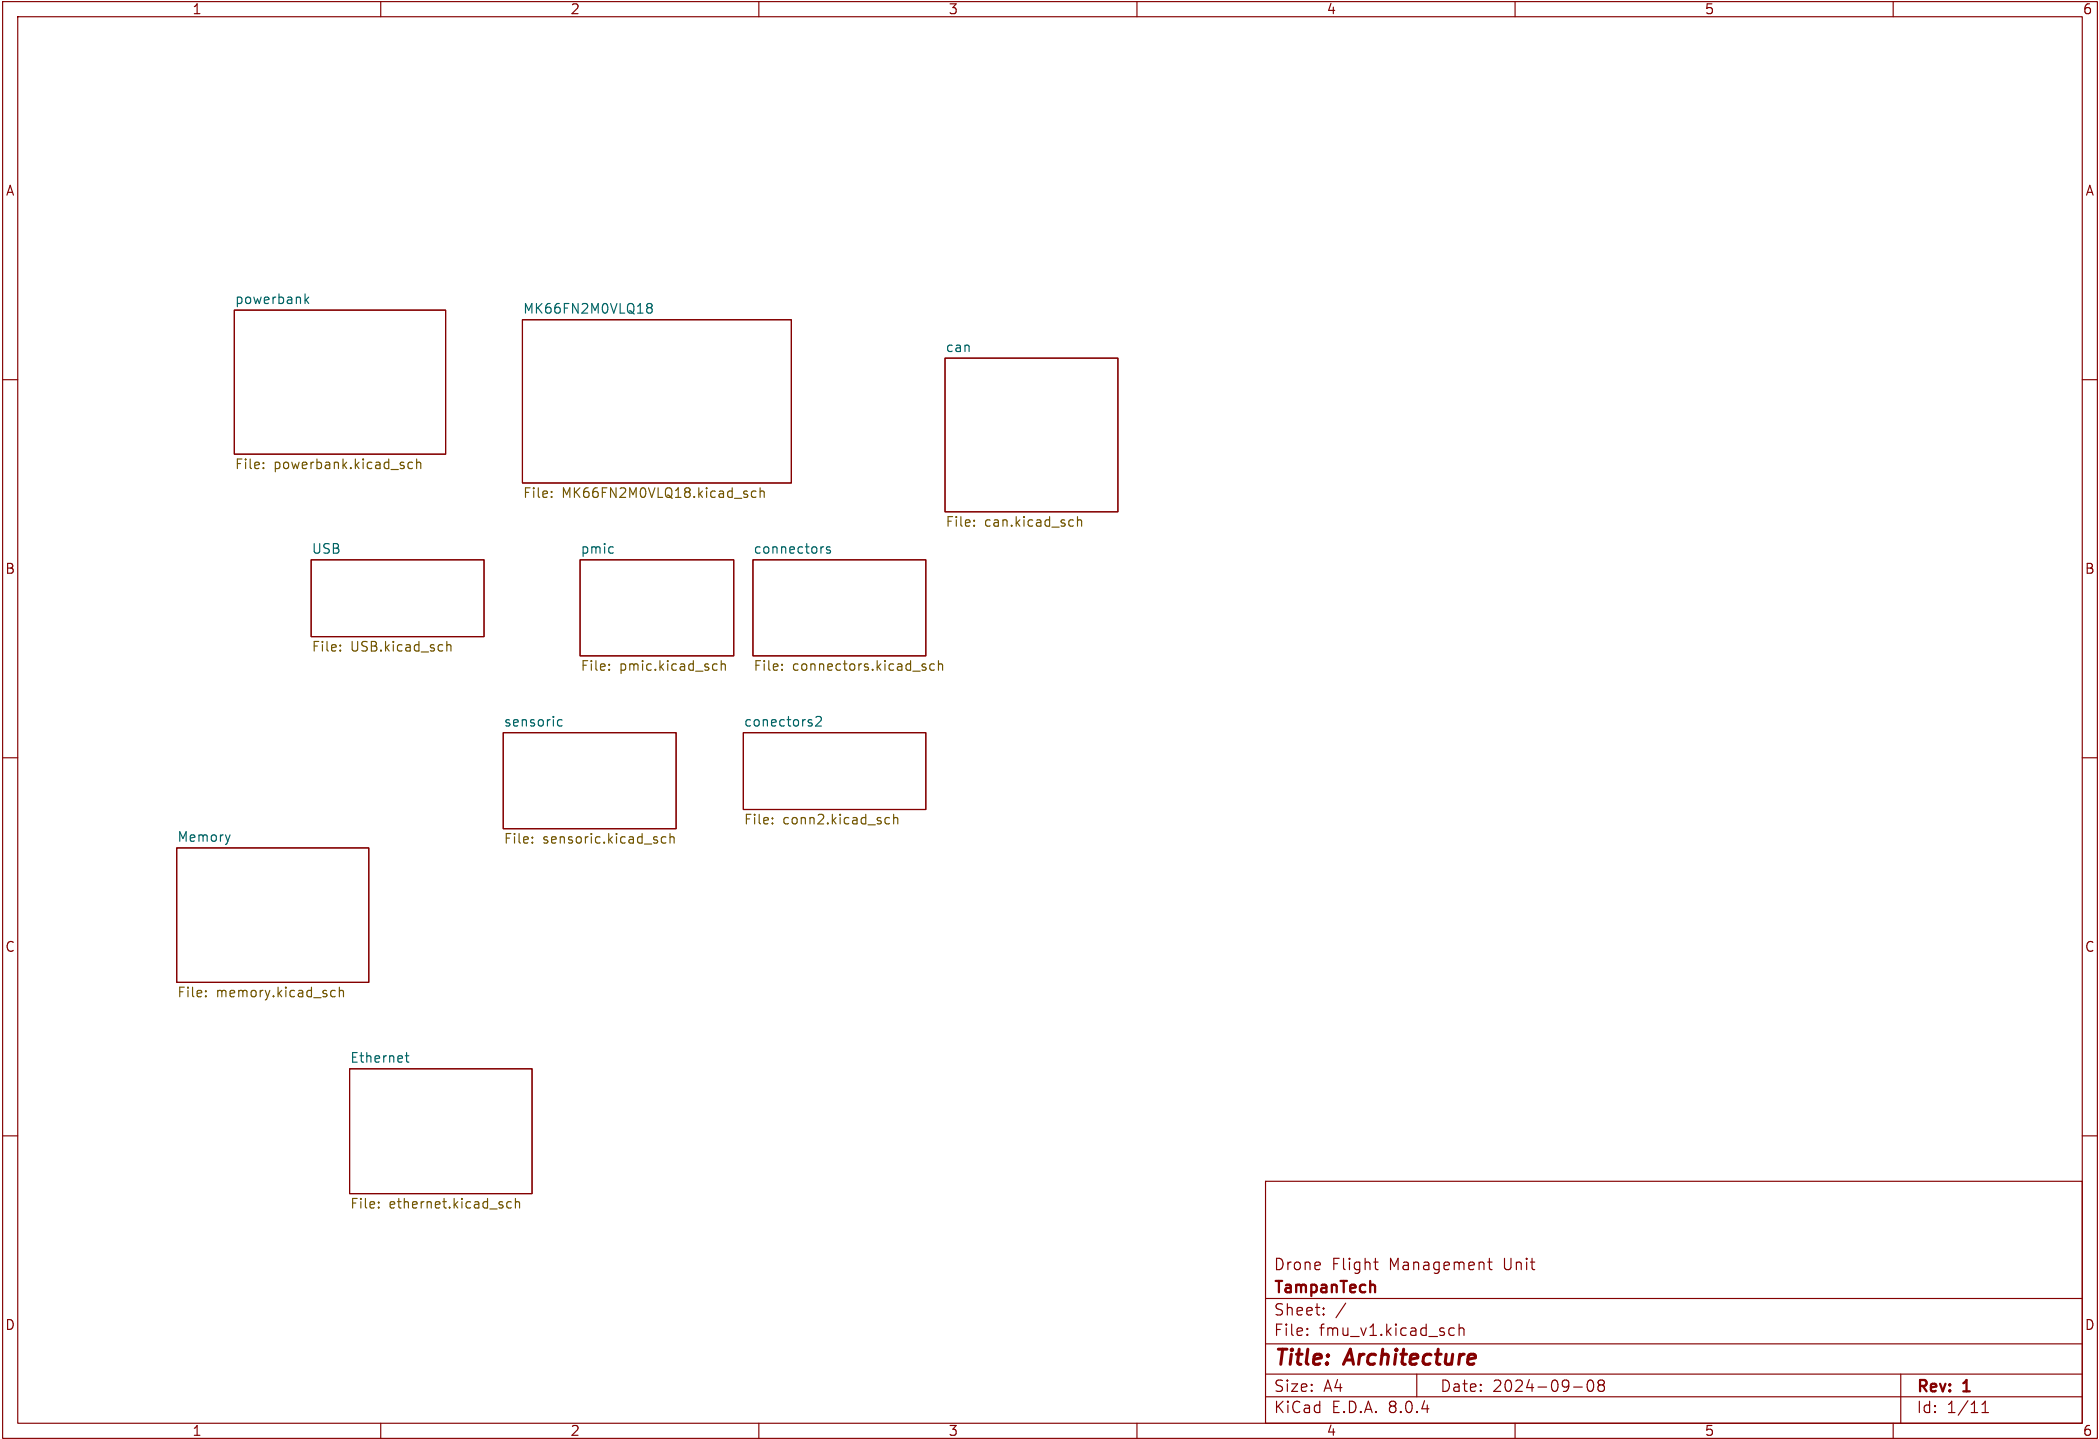 1 2 3 4 5 6
A A
powerbank
MK66FN2M0VLQ18
can
File: powerbank.kicad_sch
File: MK66FN2M0VLQ18.kicad_sch
File: can.kicad_sch
USB
pmic
connectors
B B
File: USB.kicad_sch
File: pmic.kicad_sch
File: connectors.kicad_sch
sensoric
conectors2
File: conn2.kicad_sch
File: sensoric.kicad_sch
Memory
C C
File: memory.kicad_sch
Ethernet
File: ethernet.kicad_sch
Drone Flight Management Unit
TampanTech
Sheet: /
File: fmu_v1.kicad_sch
D D
Title: Architecture
Size: A4 Date: 2024-09-08 Rev: 1
KiCad E.D.A. 8.0.4 Id: 1/11
1 2 3 4 5 6